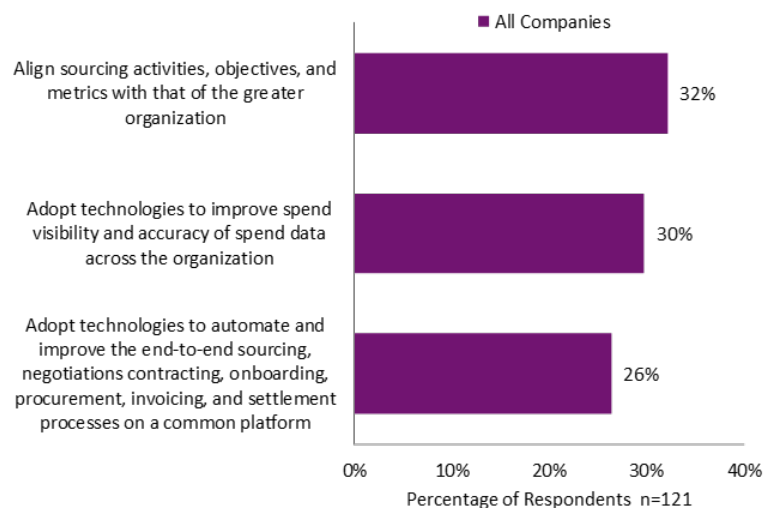 All Companies
Align sourcing activities, objectives, and
metrics with that of the greater
organization
32%
Adopt technologies to improve spend
visibility and accuracy of spend data
across the organization
30%
Adopt technologies to automate and
improve the end-to-end sourcing,
negotiations contracting, onboarding,
procurement, invoicing, and settlement
processes on a common platform
26%
0% 10% 20% 30% 40%
Percentage of Respondents n=121